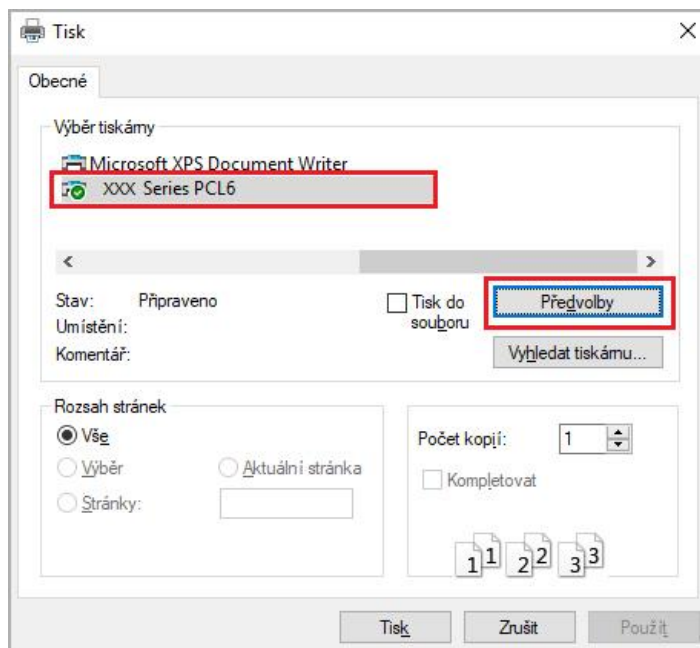 Tisk
Obecné
Výběr tiskárny
Microsoft XPS Document Writer
XXX Series PCL6
Stav: Připraveno
Umístění:
Komentář:
Tisk do souboru
Předvolby
Vyhledat tiskárnu...
Rozsah stránek
Vše
Výběr
Aktuální stránka
Stránky:
Počet kopií: 1
Kompletovat
1 1 2 2 3 3
Tisk
Zrušit
Použít